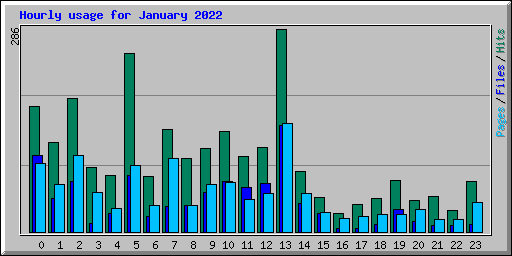 Hourly usage for January 2022
286
Pages / Files / Hits
0 1 2 3 4 5 6 7 8 9 10 11 12 13 14 15 16 17 18 19 20 21 22 23